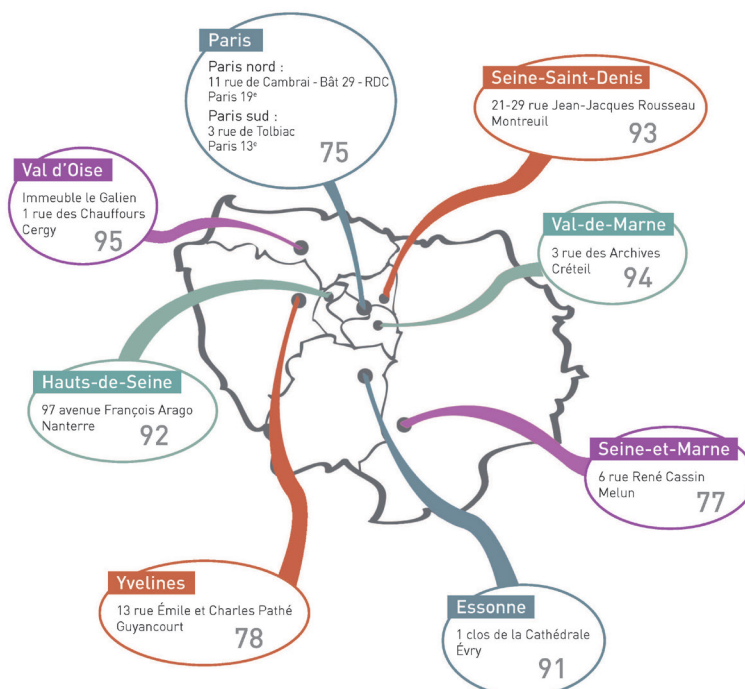 Paris
Paris nord :
11 rue de Cambrai - Bât 29 - RDC
Paris 19e
Paris sud :
3 rue de Tolbiac
Paris 13e
75
Seine-Saint-Denis
21-29 rue Jean-Jacques Rousseau
Montreuil
93
Val d'Oise
Immeuble le Galien
1 rue des Chauffours
Cergy
95
Val-de-Marne
3 rue des Archives
Créteil
94
Hauts-de-Seine
97 avenue François Arago
Nanterre
92
Seine-et-Marne
6 rue René Cassin
Melun
77
Yvelines
13 rue Émile et Charles Pathé
Guyancourt
78
Essonne
1 clos de la Cathédrale
Évry
91